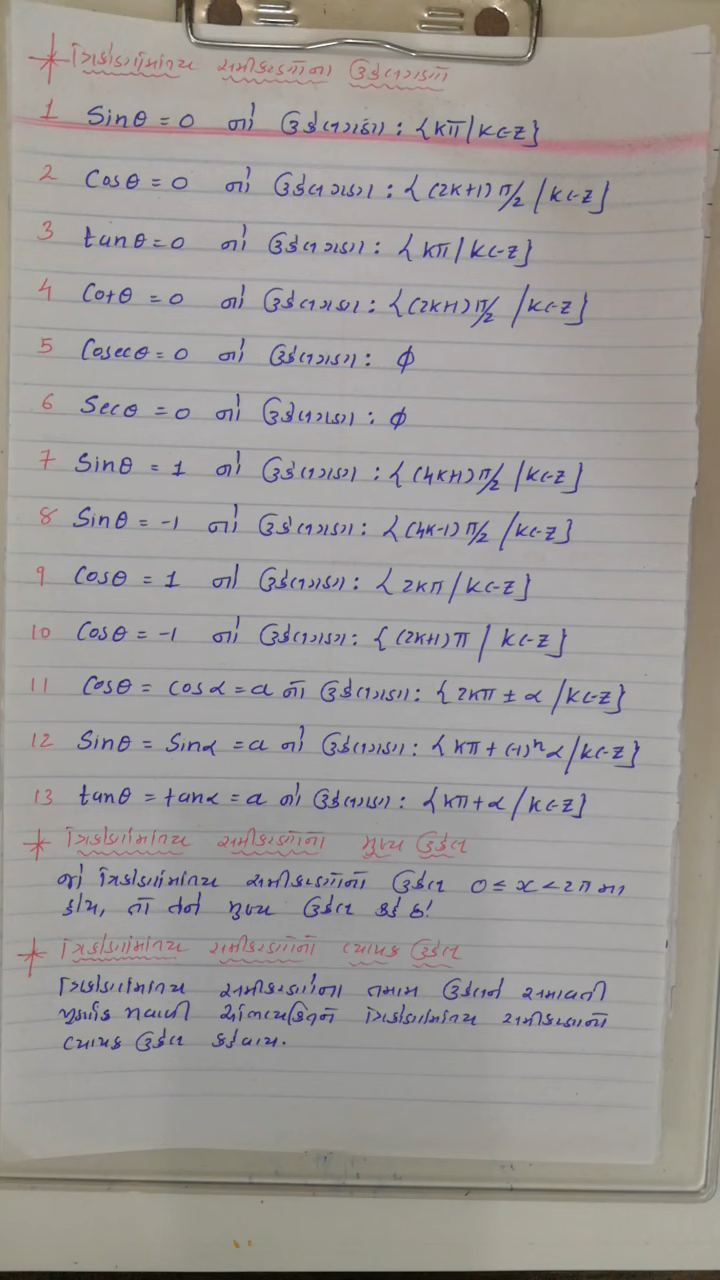 * ત્રિકોણમિતીય સમીકરણોના ઉકેલગણો
1 Sinθ = 0 નો ઉકેલગણ : {kπ/k∈Z}
2 Cosθ = 0 નો ઉકેલગણ : {(2k+1)π/2 /k∈Z}
3 tanθ = 0 નો ઉકેલગણ : {kπ/k∈Z}
4 Cotθ = 0 નો ઉકેલગણ : {(2k+1)π/2 /k∈Z}
5 Cosecθ = 0 નો ઉકેલગણ : ϕ
6 Secθ = 0 નો ઉકેલગણ : ϕ
7 Sinθ = 1 નો ઉકેલગણ : {(4k+1)π/2 /k∈Z}
8 Sinθ = -1 નો ઉકેલગણ : {(4k-1)π/2 /k∈Z}
9 Cosθ = 1 નો ઉકેલગણ : {2kπ/k∈Z}
10 Cosθ = -1 નો ઉકેલગણ : {(2k+1)π / k∈Z}
11 Cosθ = cosα = a નો ઉકેલગણ : {2kπ ± α /k∈Z}
12 Sinθ = Sinα = a નો ઉકેલગણ : {kπ + (-1)ⁿα/k∈Z}
13 tanθ = tanα = a નો ઉકેલગણ : {kπ+α /k∈Z}
* ત્રિકોણમિતીય સમીકરણોનો મુખ્ય ઉકેલ
જો ત્રિકોણમિતીય સમીકરણોનો ઉકેલ 0 ≤ x < 2π મા
હોય, તો તેને મુખ્ય ઉકેલ કહે છે!
* ત્રિકોણમિતીય સમીકરણોનો વ્યાપક ઉકેલ
ત્રિકોણમિતીય સમીકરણોના તમામ ઉકેલને સમાવતી
પૂર્ણાંક મળતી અભિવ્યક્તિને ત્રિકોણમિતીય સમીકરણનો
વ્યાપક ઉકેલ કહેવાય.